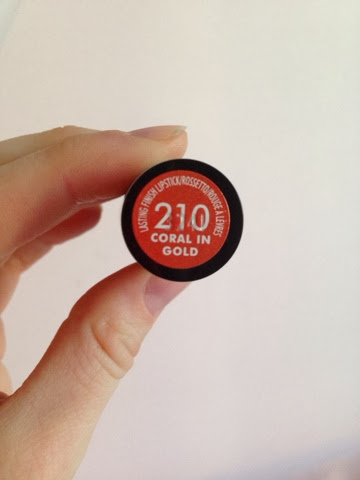 LASTING FINISH LIPSTICK/ROSSETTO/ROUGE À LÈVRES
210
CORAL IN
GOLD